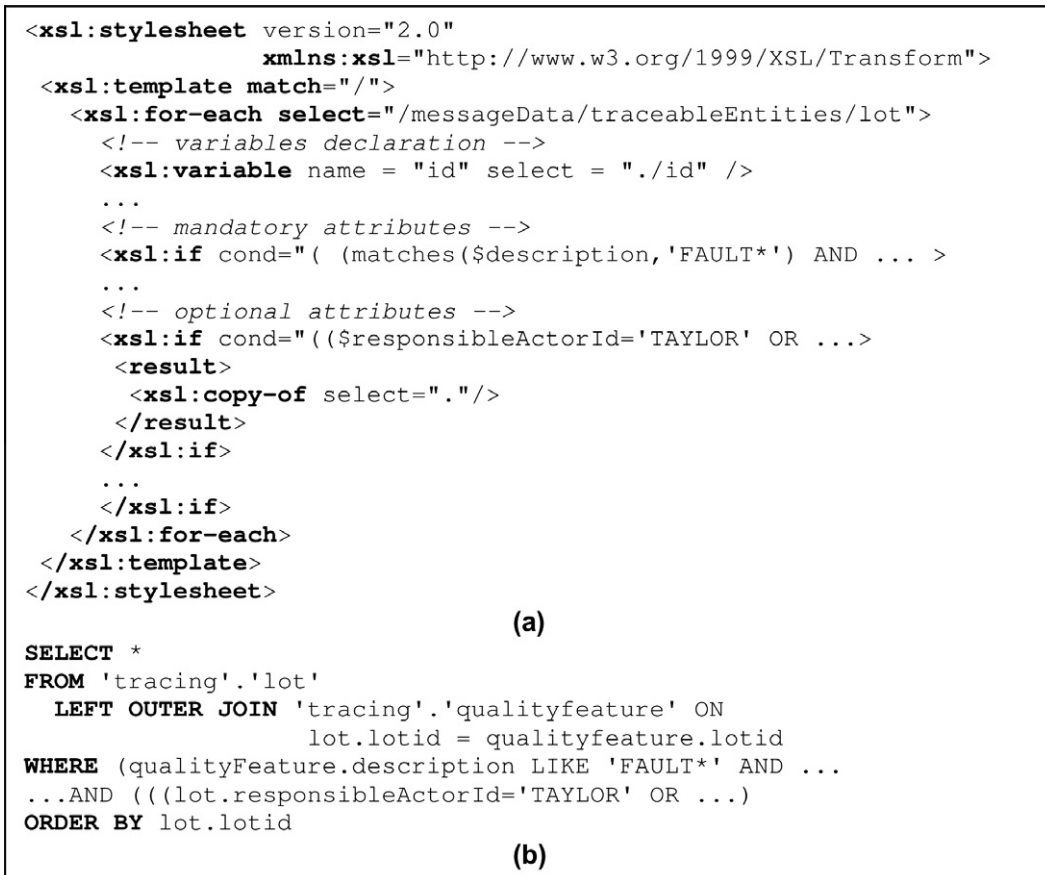 <xsl:stylesheet version="2.0"
xmlns:xsl="http://www.w3.org/1999/XSL/Transform">
<xsl:template match="/">
<xsl:for-each select="/messageData/traceableEntities/lot">
<!-- variables declaration -->
<xsl:variable name = "id" select = "./id" />
...
<!-- mandatory attributes -->
<xsl:if cond="( (matches($description,'FAULT*') AND ... >
...
<!-- optional attributes -->
<xsl:if cond="(($responsibleActorId='TAYLOR' OR ...>
<result>
<xsl:copy-of select="."/>
</result>
</xsl:if>
...
</xsl:if>
</xsl:for-each>
</xsl:template>
</xsl:stylesheet>
(a)
SELECT *
FROM 'tracing'.'lot'
LEFT OUTER JOIN 'tracing'.'qualityfeature' ON
lot.lotid = qualityfeature.lotid
WHERE (qualityFeature.description LIKE 'FAULT*' AND ...
...AND (((lot.responsibleActorId='TAYLOR' OR ...)
ORDER BY lot.lotid
(b)